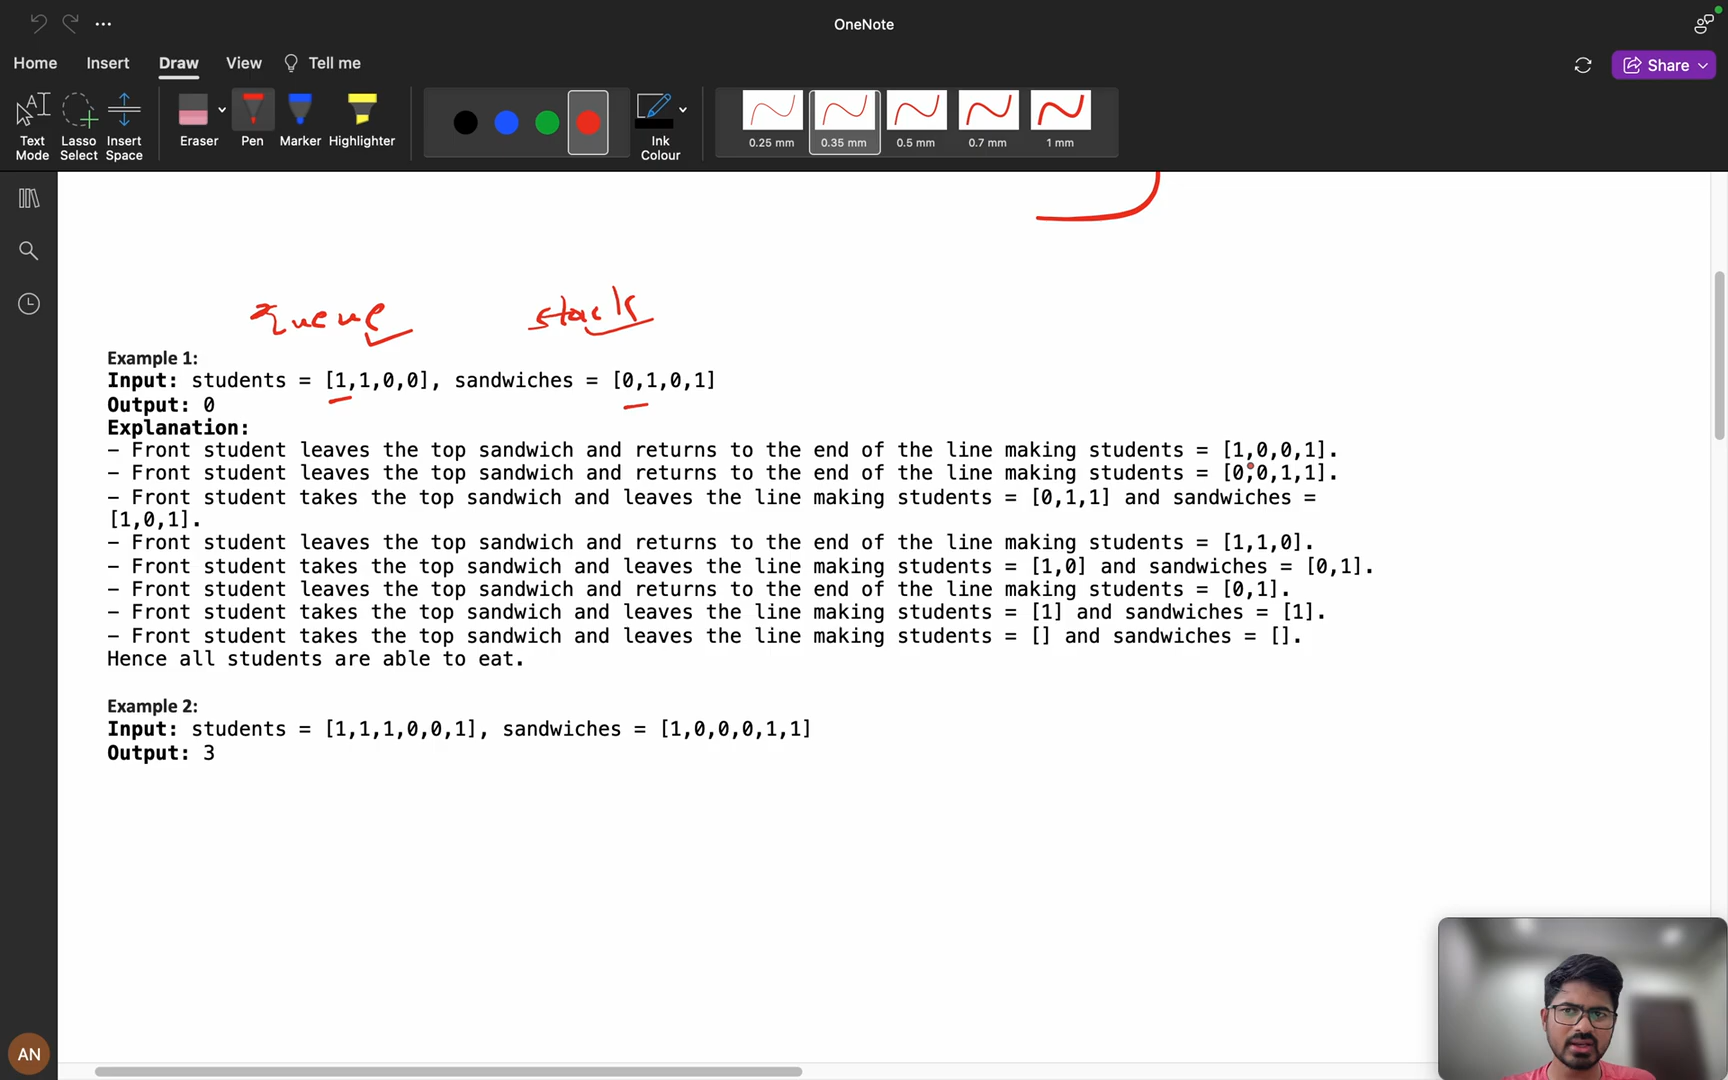 OneNote
Home Insert Draw View Tell me
Share
Text Mode
Lasso Select
Insert Space
Eraser
Pen
Marker
Highlighter
Ink Colour
0.25 mm
0.35 mm
0.5 mm
0.7 mm
1 mm
queue stack
Example 1:
Input: students = [1,1,0,0], sandwiches = [0,1,0,1]
Output: 0
Explanation:
– Front student leaves the top sandwich and returns to the end of the line making students = [1,0,0,1].
– Front student leaves the top sandwich and returns to the end of the line making students = [0,0,1,1].
– Front student takes the top sandwich and leaves the line making students = [0,1,1] and sandwiches =
[1,0,1].
– Front student leaves the top sandwich and returns to the end of the line making students = [1,1,0].
– Front student takes the top sandwich and leaves the line making students = [1,0] and sandwiches = [0,1].
– Front student leaves the top sandwich and returns to the end of the line making students = [0,1].
– Front student takes the top sandwich and leaves the line making students = [1] and sandwiches = [1].
– Front student takes the top sandwich and leaves the line making students = [] and sandwiches = [].
Hence all students are able to eat.
Example 2:
Input: students = [1,1,1,0,0,1], sandwiches = [1,0,0,0,1,1]
Output: 3
AN